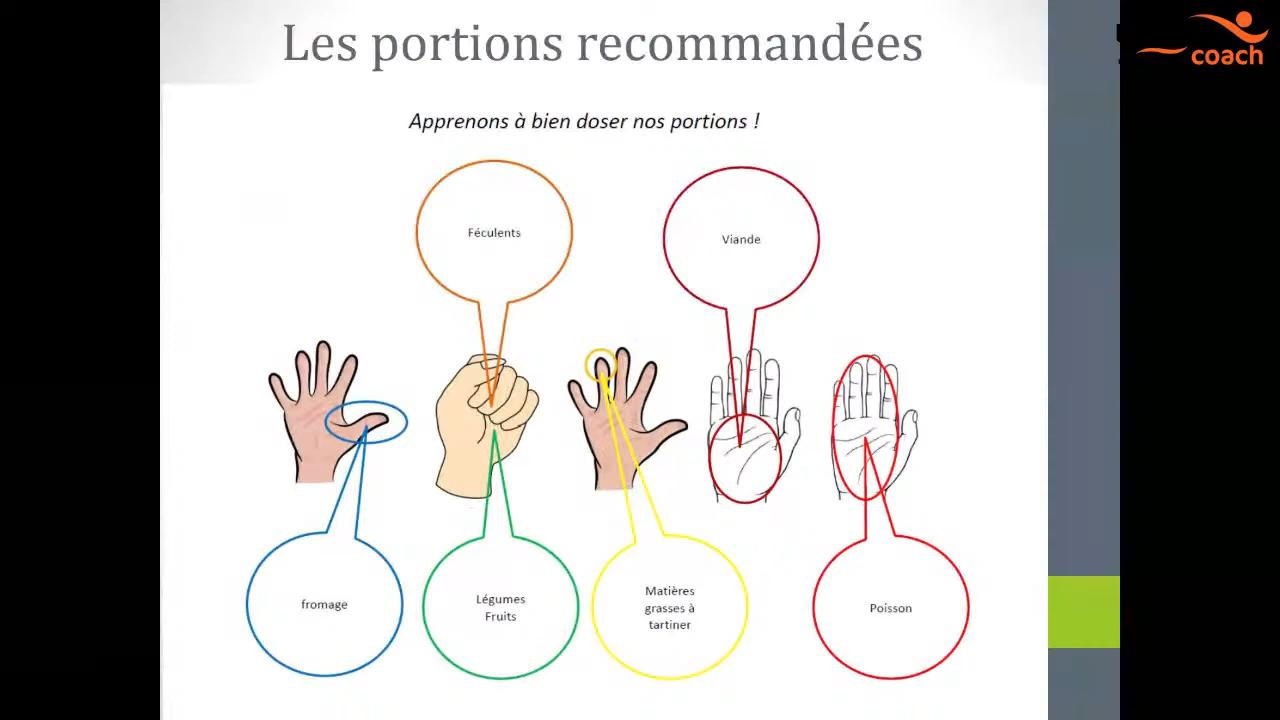 Les portions recommandées
coach
Apprenons à bien doser nos portions !
Féculents
Viande
fromage
Légumes
Fruits
Matières
grasses à
tartiner
Poisson